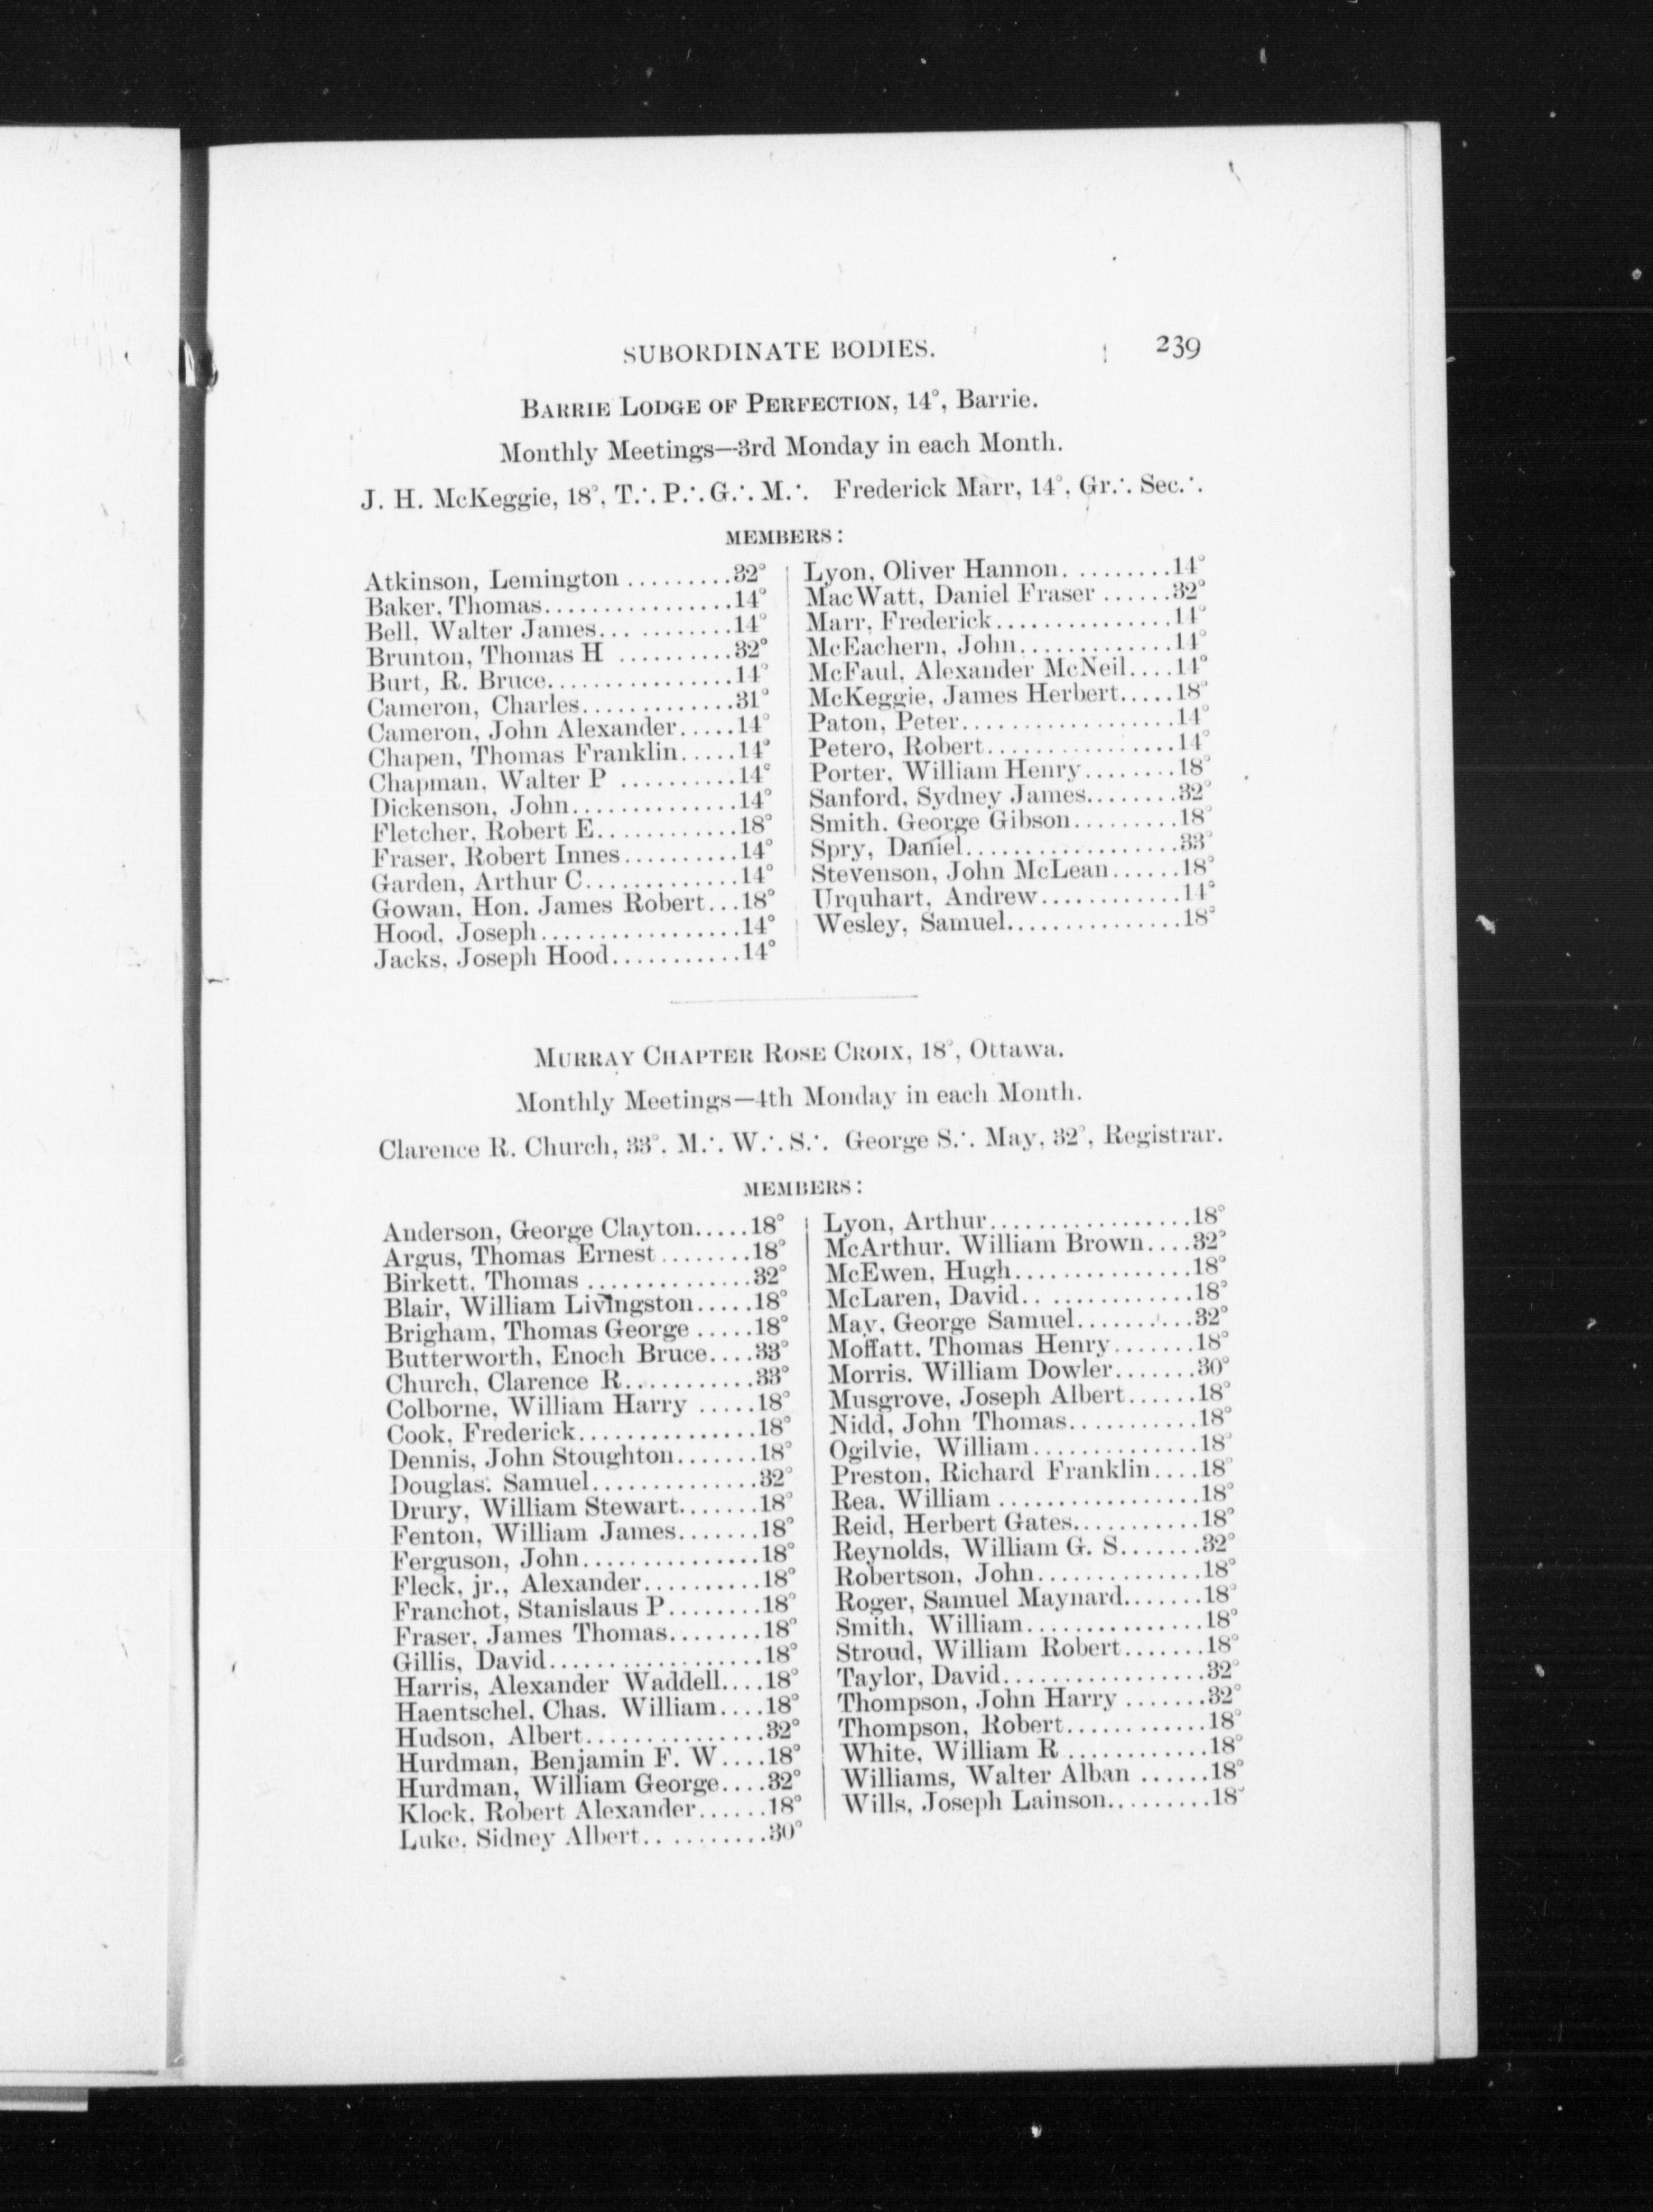 SUBORDINATE BODIES. 239
BARRIE LODGE OF PERFECTION, 14°, Barrie.
Monthly Meetings—3rd Monday in each Month.
J. H. McKeggie, 18°, T.∴ P.∴ G.∴ M.∴ Frederick Marr, 14°, Gr.∴ Sec.∴
MEMBERS:
Atkinson, Lemington .........32°
Baker, Thomas................14°
Bell, Walter James... ........14°
Brunton, Thomas H ..........32°
Burt, R. Bruce................14°
Cameron, Charles.............31°
Cameron, John Alexander.....14°
Chapen, Thomas Franklin.....14°
Chapman, Walter P ..........14°
Dickenson, John..............14°
Fletcher, Robert E............18°
Fraser, Robert Innes..........14°
Garden, Arthur C.............14°
Gowan, Hon. James Robert...18°
Hood, Joseph.................14°
Jacks, Joseph Hood...........14°
Lyon, Oliver Hannon. ........14°
MacWatt, Daniel Fraser ......32°
Marr, Frederick...............14°
McEachern, John.............14°
McFaul, Alexander McNeil....14°
McKeggie, James Herbert.....18°
Paton, Peter..................14°
Petero, Robert................14°
Porter, William Henry........18°
Sanford, Sydney James........32°
Smith. George Gibson.........18°
Spry, Daniel..................33°
Stevenson, John McLean......18°
Urquhart, Andrew............14°
Wesley, Samuel...............18°
MURRAY CHAPTER ROSE CROIX, 18°, Ottawa.
Monthly Meetings—4th Monday in each Month.
Clarence R. Church, 33°, M.∴ W.∴ S.∴ George S.∴ May, 32°, Registrar.
MEMBERS:
Anderson, George Clayton.....18°
Argus, Thomas Ernest ........18°
Birkett, Thomas ..............32°
Blair, William Livingston.....18°
Brigham, Thomas George .....18°
Butterworth, Enoch Bruce....33°
Church, Clarence R...........33°
Colborne, William Harry .....18°
Cook, Frederick...............18°
Dennis, John Stoughton.......18°
Douglas. Samuel..............32°
Drury, William Stewart.......18°
Fenton, William James.......18°
Ferguson, John...............18°
Fleck, jr., Alexander..........18°
Franchot, Stanislaus P........18°
Fraser, James Thomas........18°
Gillis, David..................18°
Harris, Alexander Waddell....18°
Haentschel, Chas. William....18°
Hudson, Albert...............32°
Hurdman, Benjamin F. W....18°
Hurdman, William George....32°
Klock, Robert Alexander......18°
Luke, Sidney Albert.. ........30°
Lyon, Arthur.................18°
McArthur, William Brown....32°
McEwen, Hugh...............18°
McLaren, David.. ............18°
May, George Samuel..........32°
Moffatt, Thomas Henry.......18°
Morris. William Dowler.......30°
Musgrove, Joseph Albert......18°
Nidd, John Thomas...........18°
Ogilvie, William..............18°
Preston, Richard Franklin....18°
Rea, William .................18°
Reid, Herbert Gates...........18°
Reynolds, William G. S.......32°
Robertson, John..............18°
Roger, Samuel Maynard.......18°
Smith, William...............18°
Stroud, William Robert.......18°
Taylor, David.................32°
Thompson, John Harry .......32°
Thompson, Robert............18°
White, William R ............18°
Williams, Walter Alban ......18°
Wills, Joseph Lainson.........18°